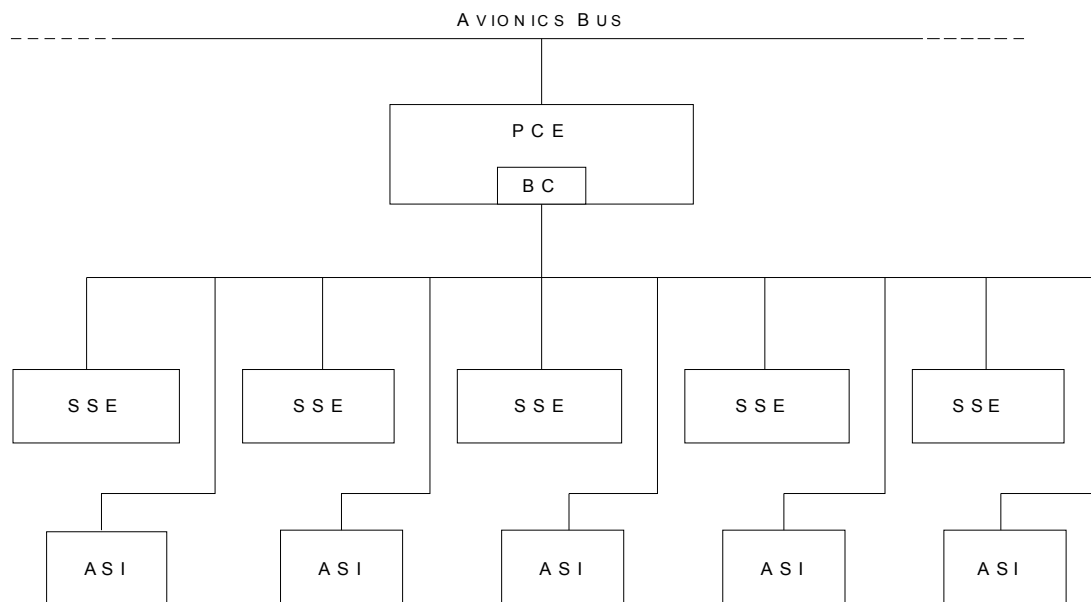 AVIONICS BUS
PCE
BC
SSE SSE SSE SSE SSE
ASI ASI ASI ASI ASI